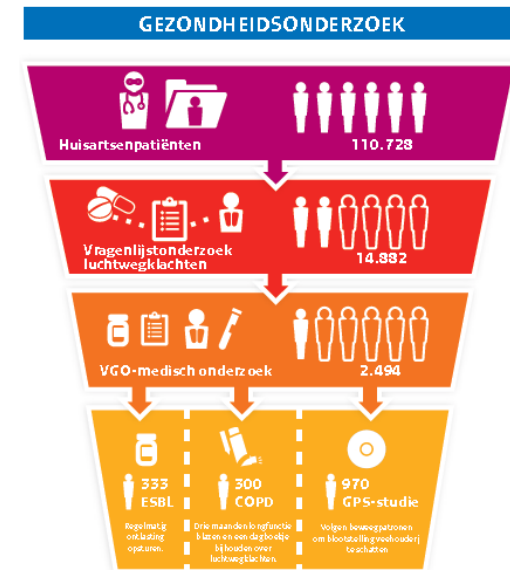 GEZONDHEIDSONDERZOEK
Huisartsenpatiënten
110.728
Vragenlijstonderzoek
luchtwegklachten
14.882
VGO-medisch onderzoek
2.494
333
ESBL
Regelmatig
ontlasting
opsturen.
300
COPD
Drie maanden longfunctie
blazen en een dagboekje
bijhouden over
luchtwegklachten.
970
GPS-studie
Volgen beweegpatronen
om blootstelling veehouderij
te schatten.